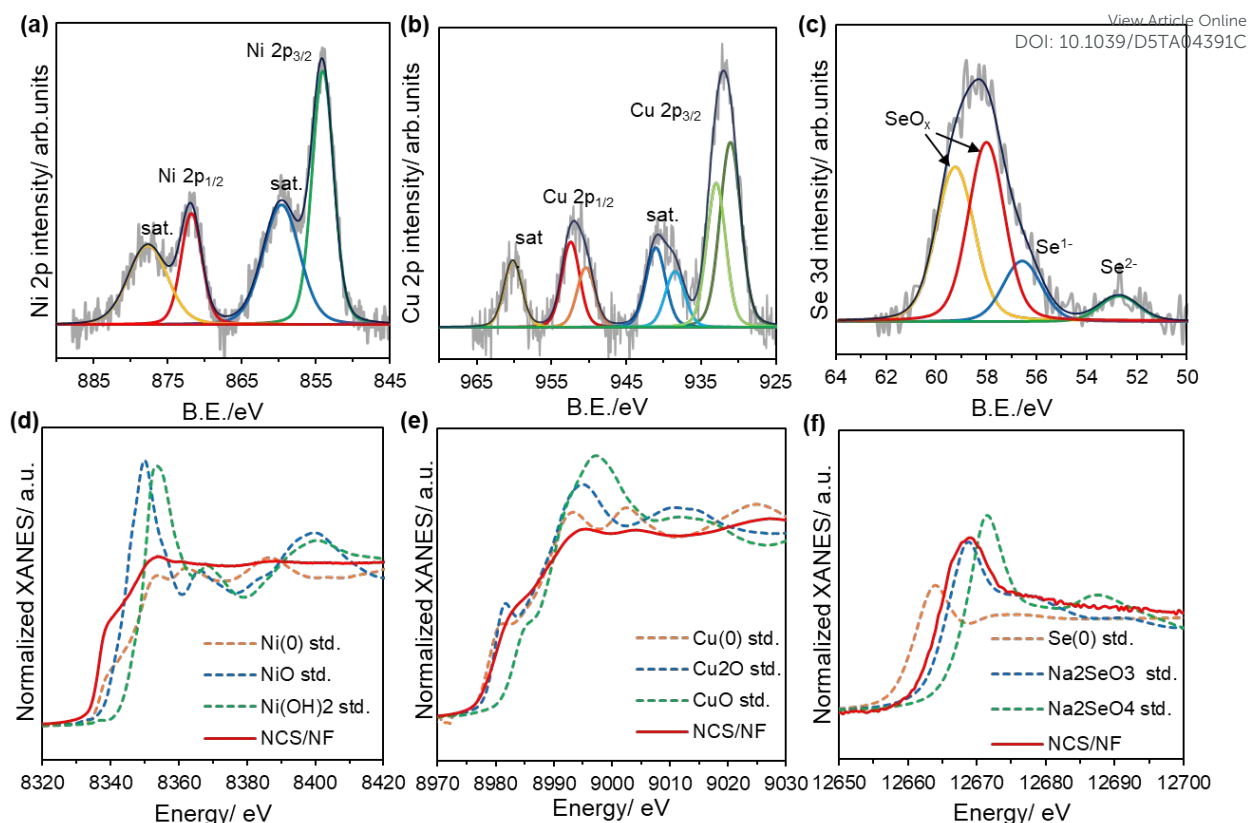 View Article Online
DOI: 10.1039/D5TA04391C
(a)
Ni 2p3/2
Ni 2p1/2
sat.
sat.
Ni 2p intensity/ arb.units
885 875 865 855 845
B.E./eV
(b)
Cu 2p3/2
Cu 2p1/2
sat.
sat
Cu 2p intensity/ arb.units
965 955 945 935 925
B.E./eV
(c)
SeOx
Se1-
Se2-
Se 3d intensity/ arb.units
64 62 60 58 56 54 52 50
B.E./eV
(d)
Normalized XANES/ a.u.
Ni(0) std.
NiO std.
Ni(OH)2 std.
NCS/NF
8320 8340 8360 8380 8400 8420
Energy/ eV
(e)
Normalized XANES/ a.u.
Cu(0) std.
Cu2O std.
CuO std.
NCS/NF
8970 8980 8990 9000 9010 9020 9030
Energy/ eV
(f)
Normalized XANES/ a.u.
Se(0) std.
Na2SeO3 std.
Na2SeO4 std.
NCS/NF
12650 12660 12670 12680 12690 12700
Energy/ eV